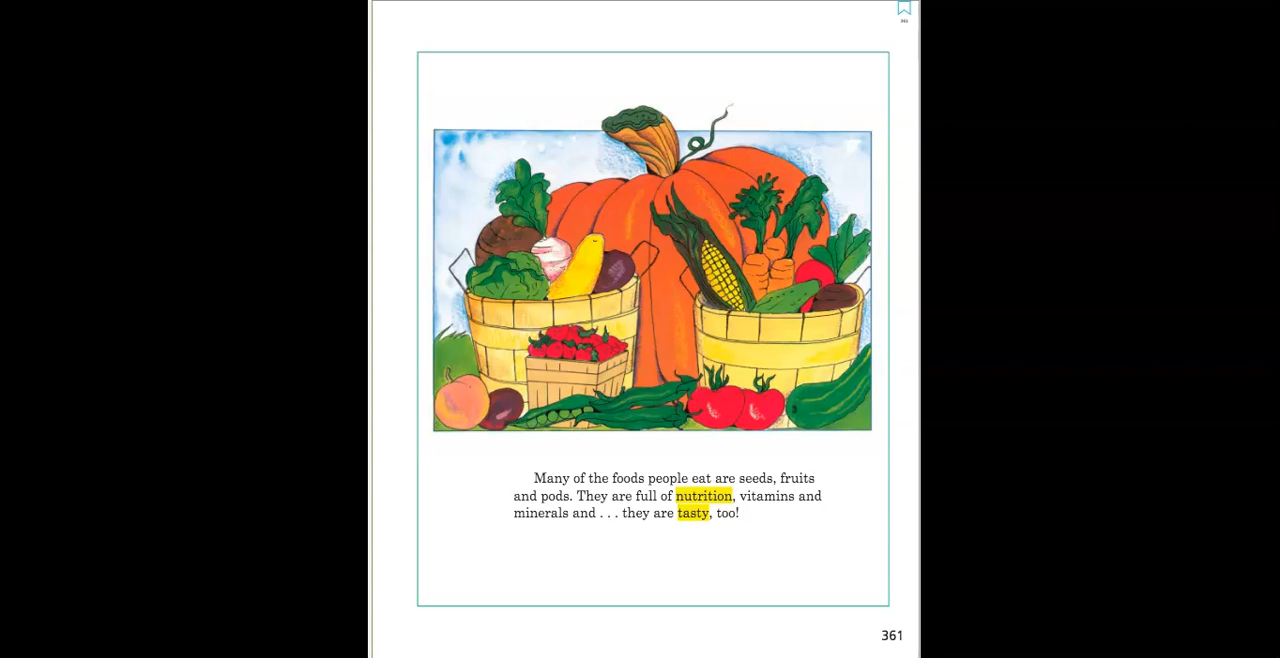 361
Many of the foods people eat are seeds, fruits
and pods. They are full of nutrition, vitamins and
minerals and . . . they are tasty, too!
361